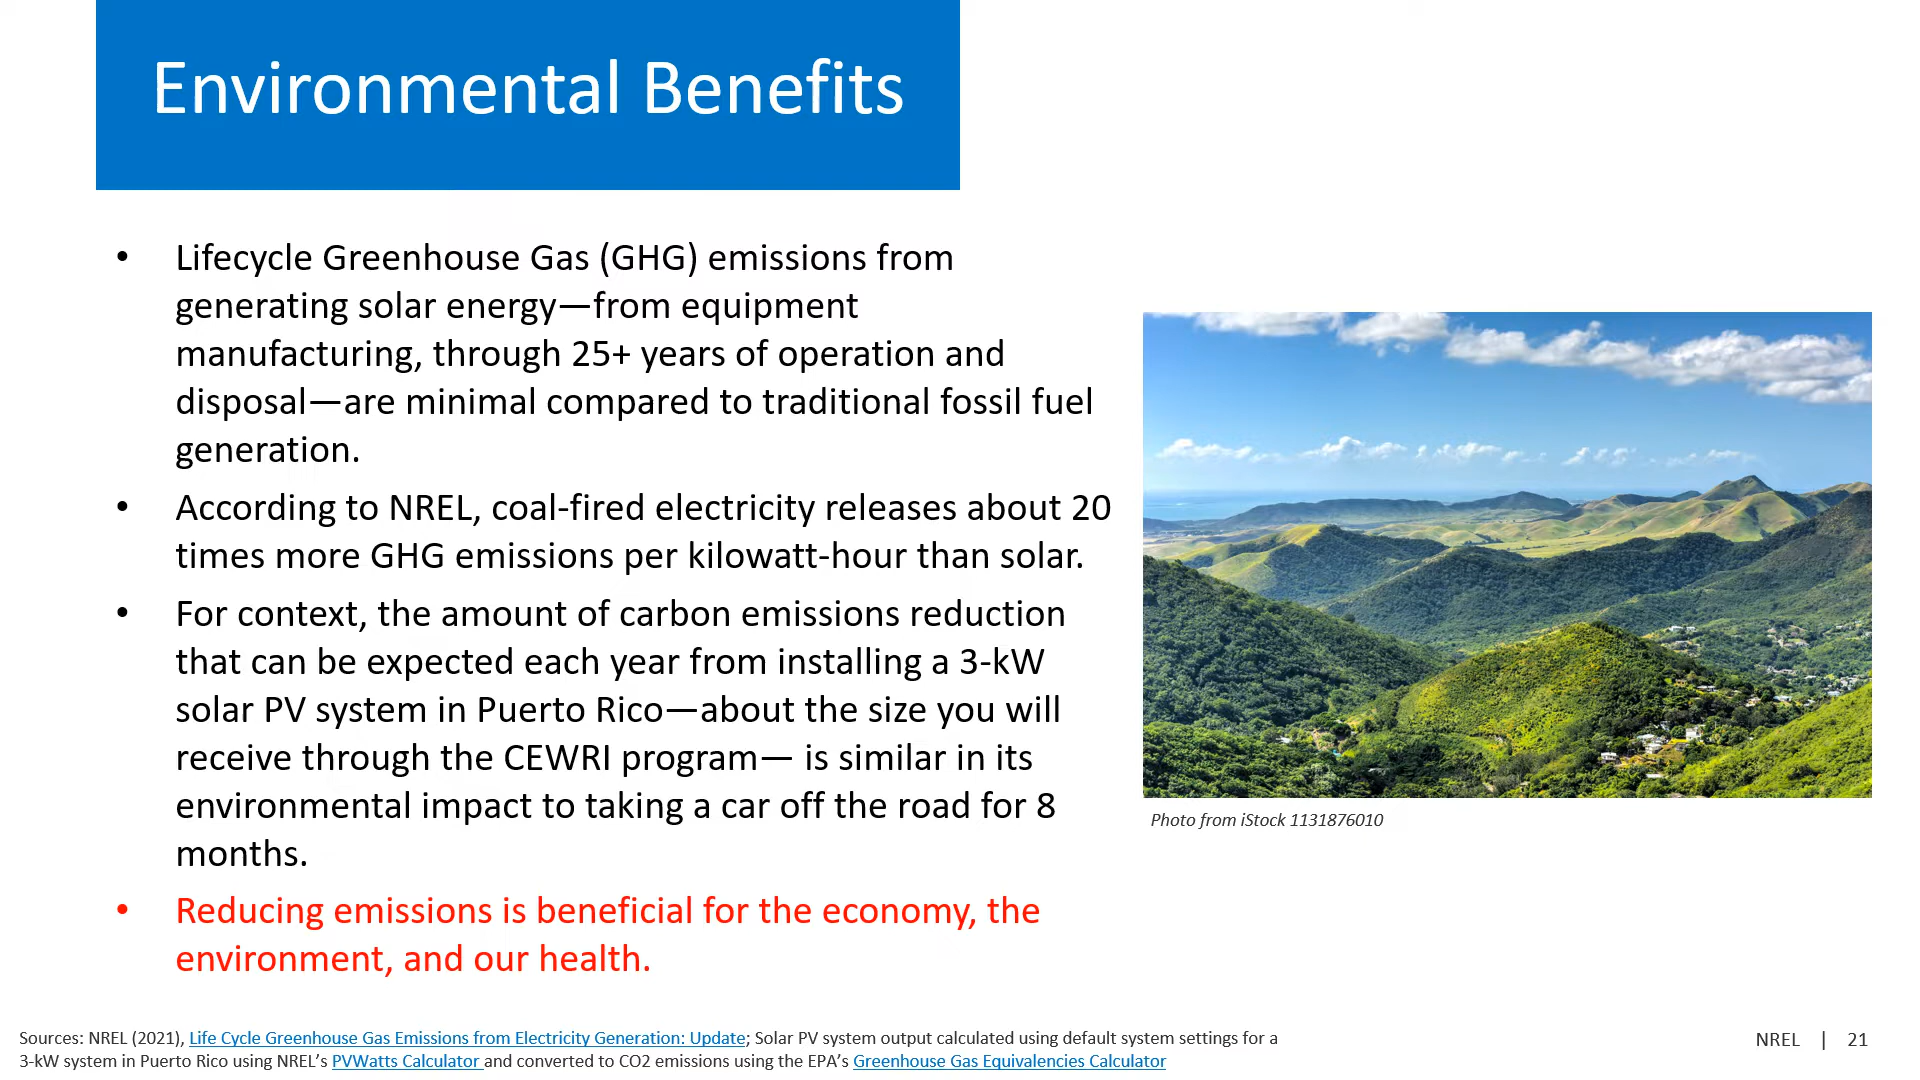 Environmental Benefits
• Lifecycle Greenhouse Gas (GHG) emissions from
generating solar energy—from equipment
manufacturing, through 25+ years of operation and
disposal—are minimal compared to traditional fossil fuel
generation.
• According to NREL, coal-fired electricity releases about 20
times more GHG emissions per kilowatt-hour than solar.
• For context, the amount of carbon emissions reduction
that can be expected each year from installing a 3-kW
solar PV system in Puerto Rico—about the size you will
receive through the CEWRI program— is similar in its
environmental impact to taking a car off the road for 8
months.
• Reducing emissions is beneficial for the economy, the
environment, and our health.
Photo from iStock 1131876010
Sources: NREL (2021), Life Cycle Greenhouse Gas Emissions from Electricity Generation: Update; Solar PV system output calculated using default system settings for a
3-kW system in Puerto Rico using NREL’s PVWatts Calculator and converted to CO2 emissions using the EPA’s Greenhouse Gas Equivalencies Calculator
NREL | 21